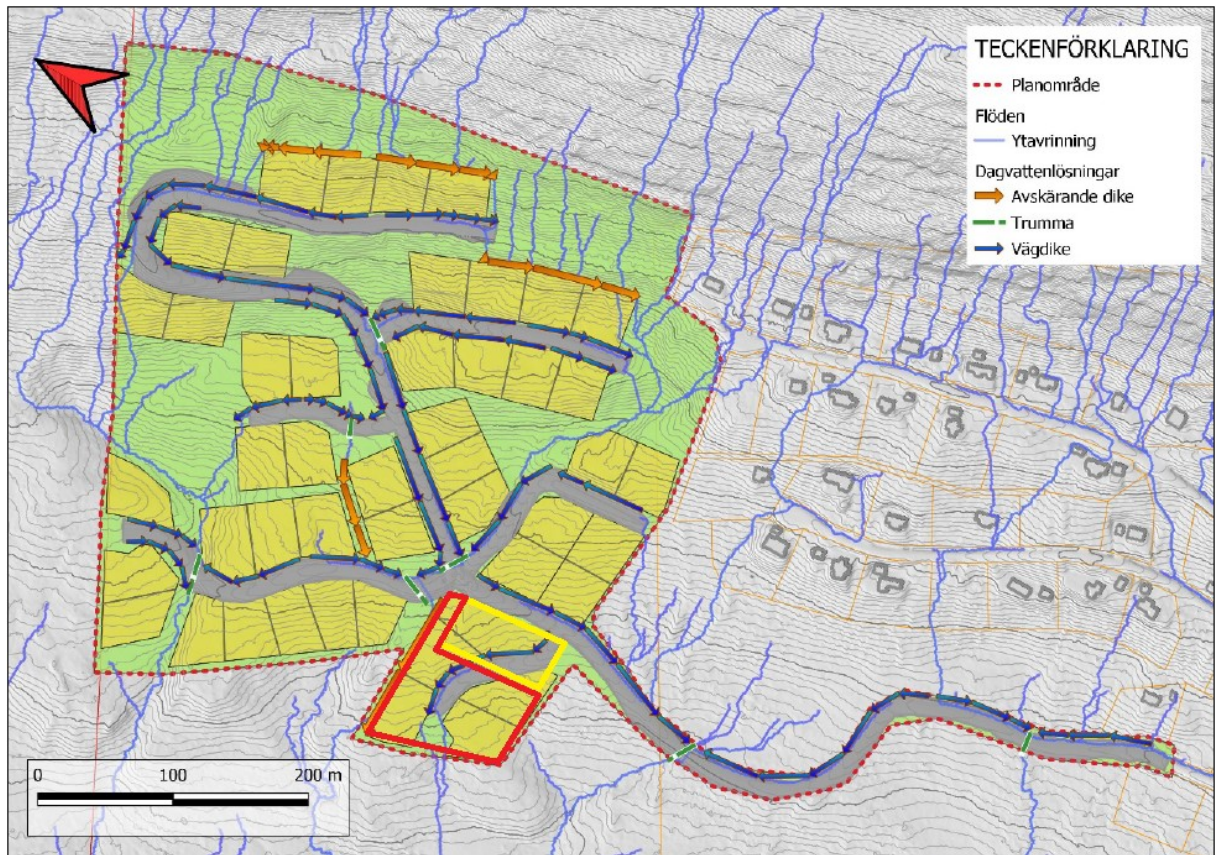 TECKENFÖRKLARING
Planområde
Flöden
Ytavrinning
Dagvattenlösningar
Avskärande dike
Trumma
Vägdike
0 100 200 m